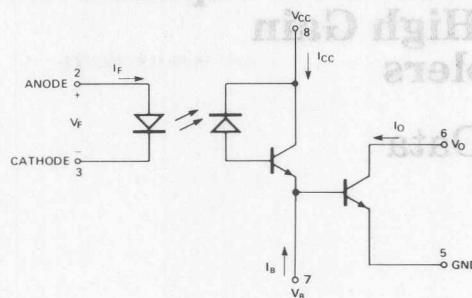 High Gain
plers
Data
VCC
8
ICC
2
IF
ANODE
+
VF
CATHODE
–
3
IO
6
VO
5
GND
IB
7
VB